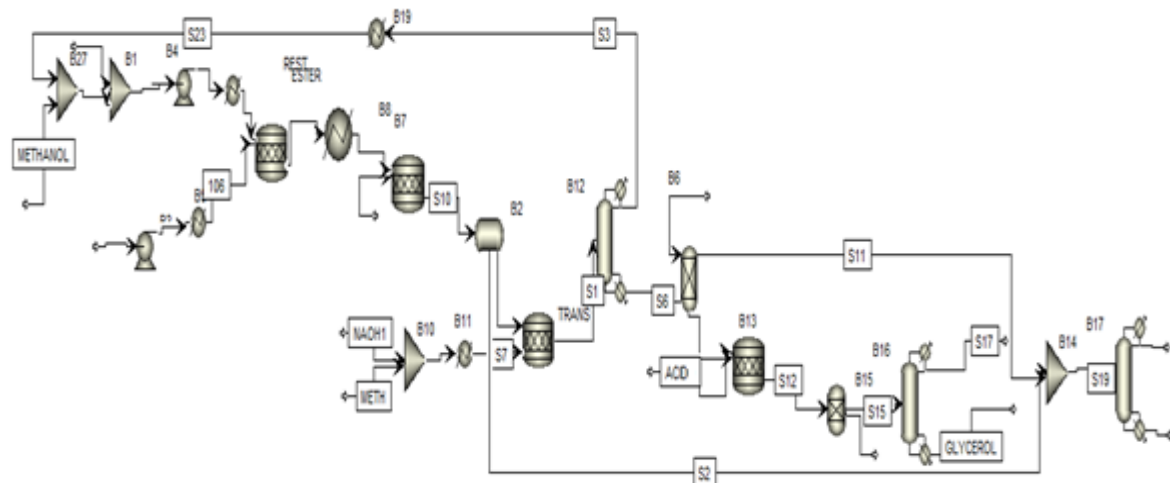 S23
B19
S3
B27
B1
B4
REST
ESTER
METHANOL
106
B8
B7
S10
B2
B12
B6
S11
S1
S6
TRANS
NAOH1
B10
B11
S7
METH
ACID
B13
S12
B15
S15
B16
S17
GLYCEROL
B14
S19
B17
S2